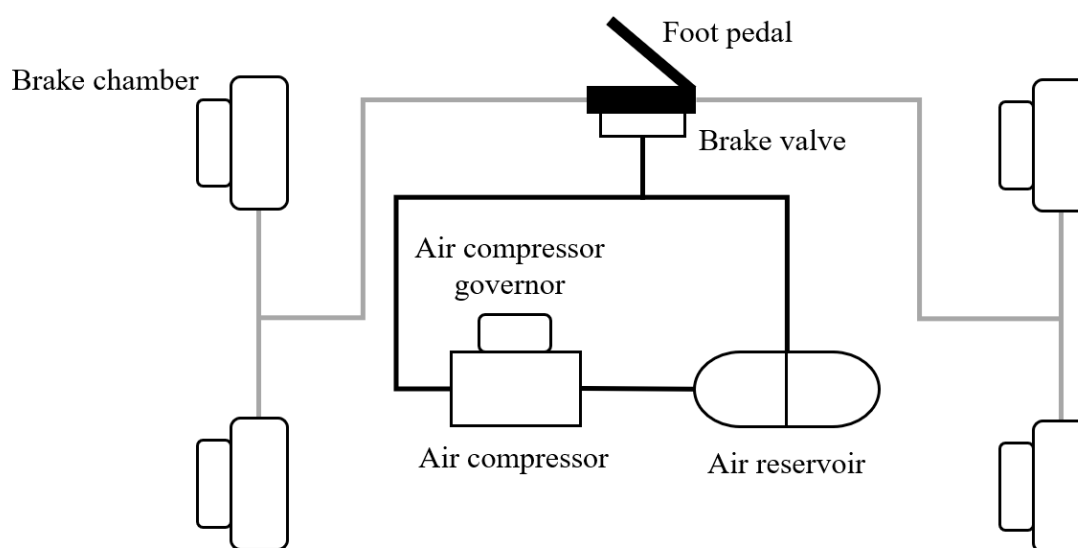 Foot pedal
Brake chamber
Brake valve
Air compressor
governor
Air compressor
Air reservoir